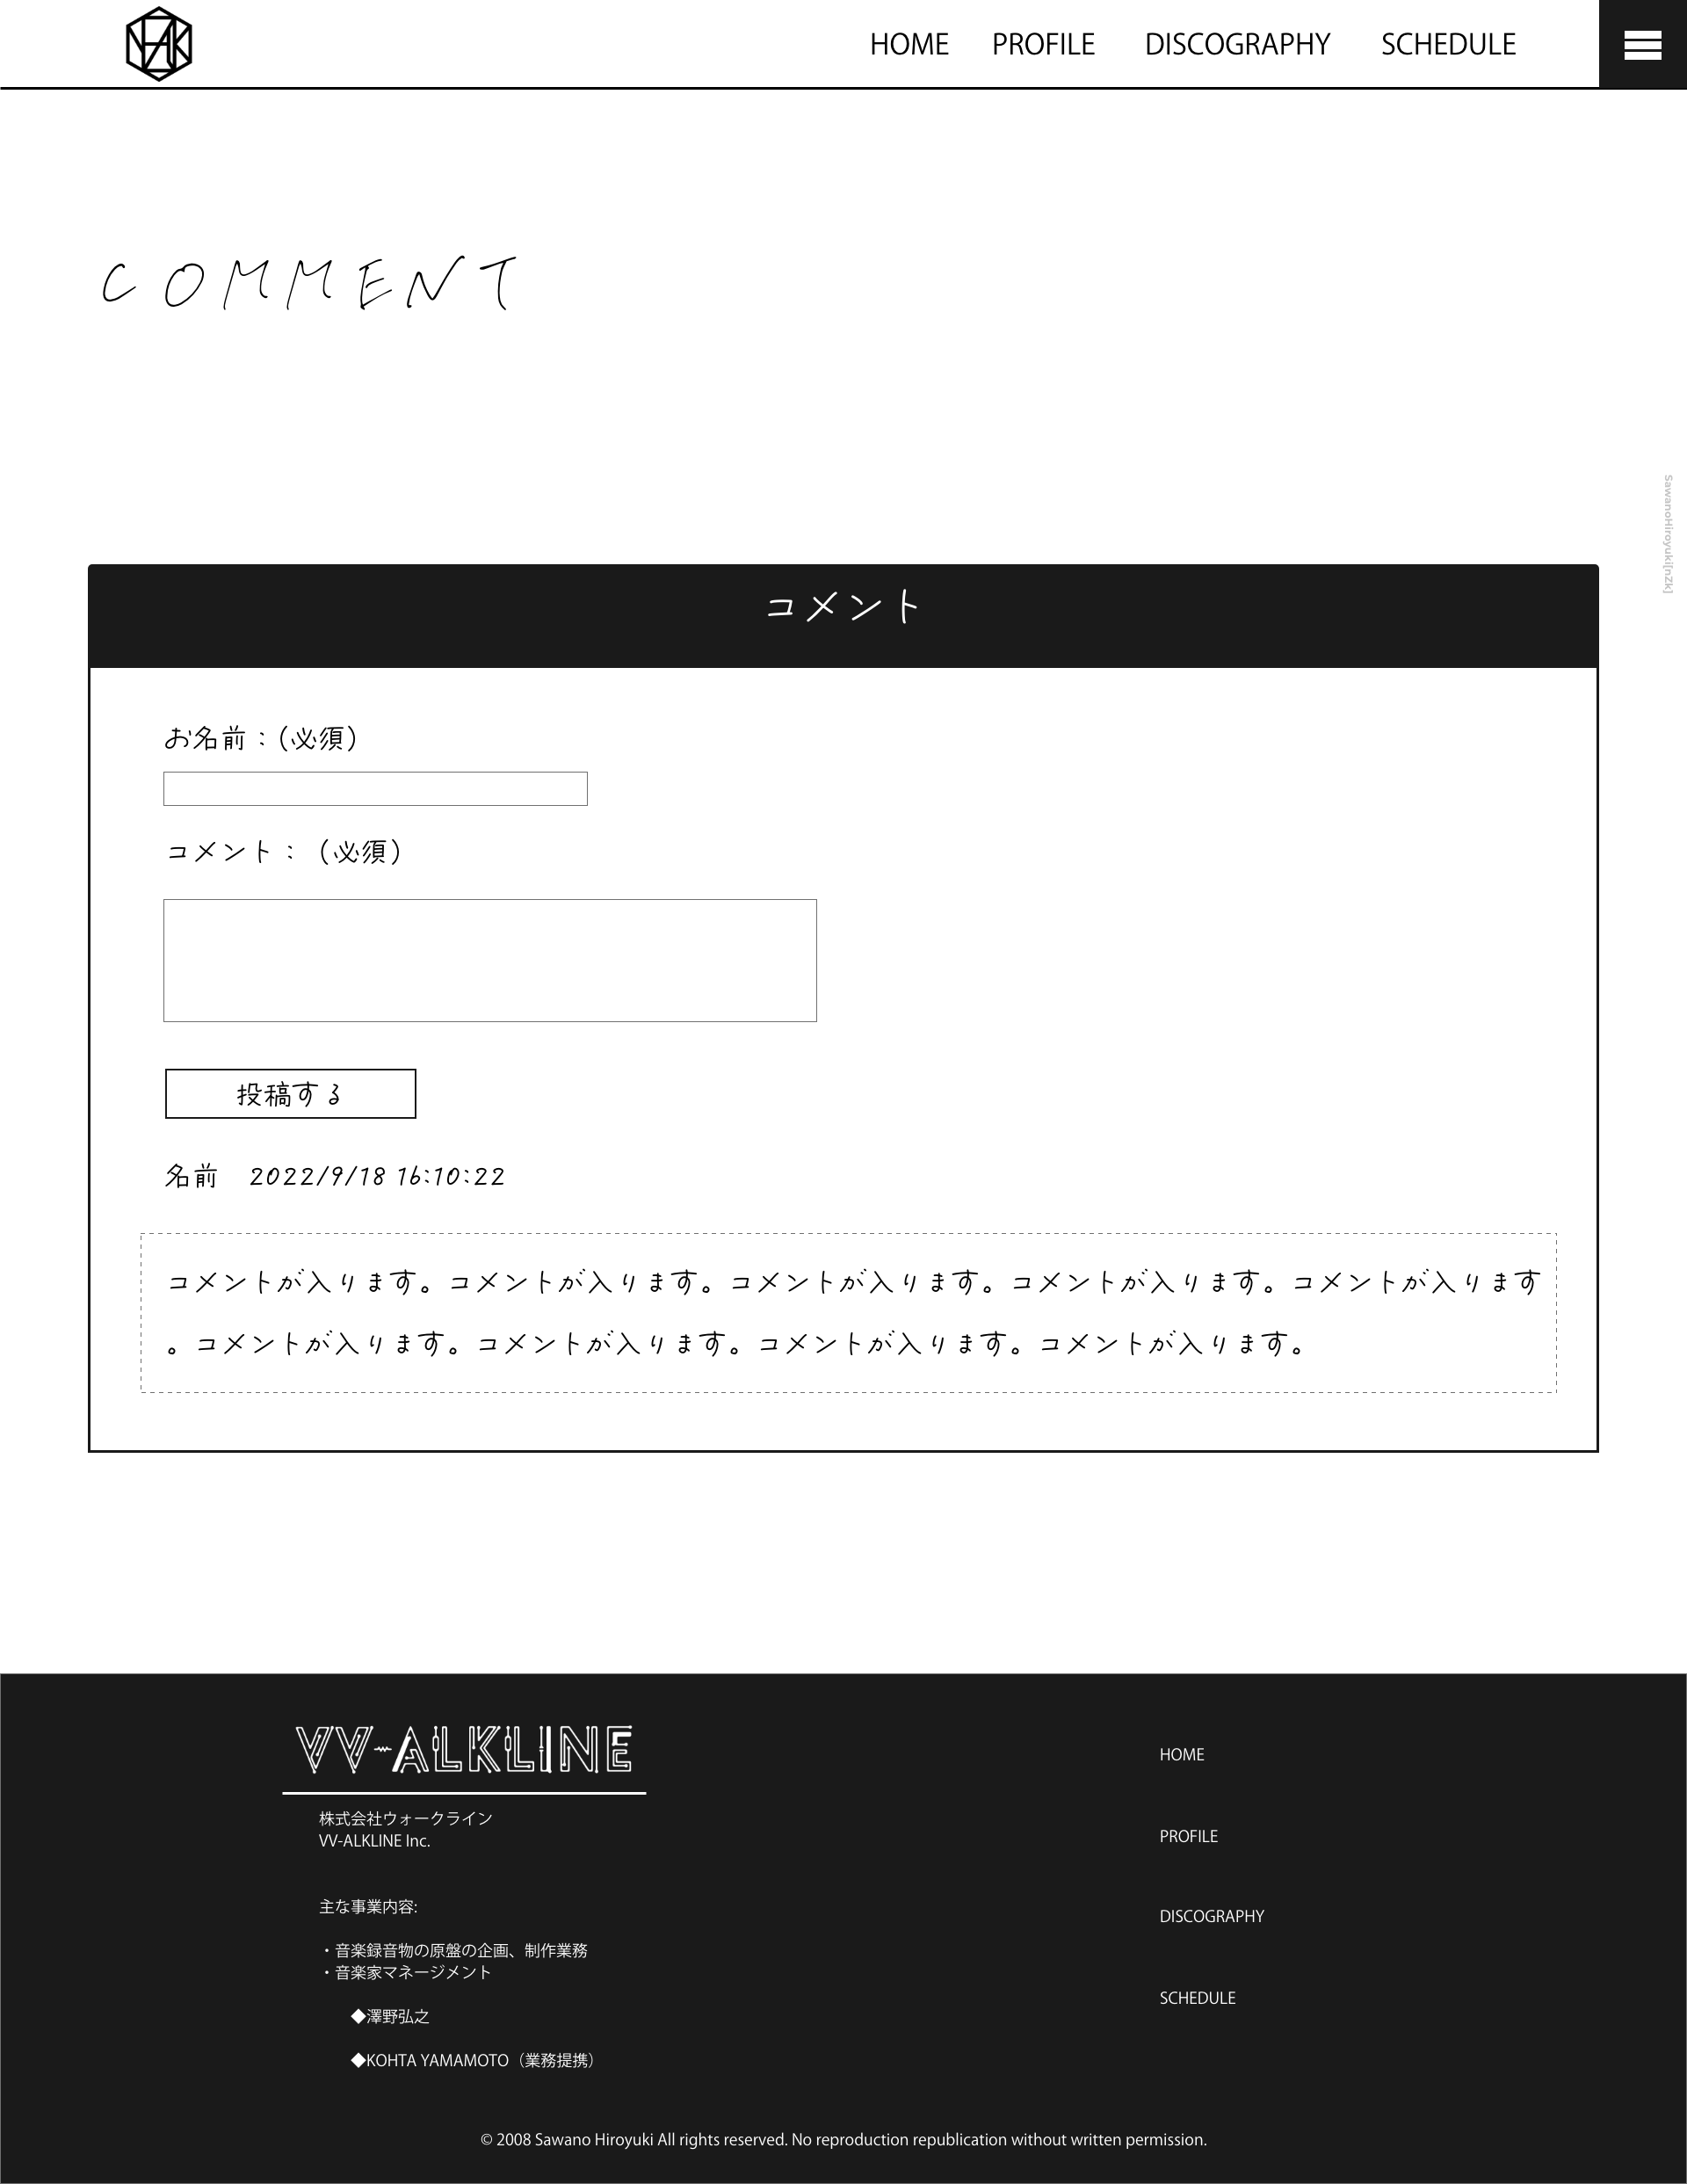 HOME PROFILE DISCOGRAPHY SCHEDULE
COMMENT
SawanoHiroyuki[nZk]
コメント
お名前：(必須)
コメント：（必須）
投稿する
名前　2022/9/18 16:10:22
コメントが入ります。コメントが入ります。コメントが入ります。コメントが入ります。コメントが入ります
。コメントが入ります。コメントが入ります。コメントが入ります。コメントが入ります。
VV-ALKLINE
株式会社ウォークライン
VV-ALKLINE Inc.
主な事業内容:
・音楽録音物の原盤の企画、制作業務
・音楽家マネージメント
◆澤野弘之
◆KOHTA YAMAMOTO（業務提携）
HOME
PROFILE
DISCOGRAPHY
SCHEDULE
© 2008 Sawano Hiroyuki All rights reserved. No reproduction republication without written permission.